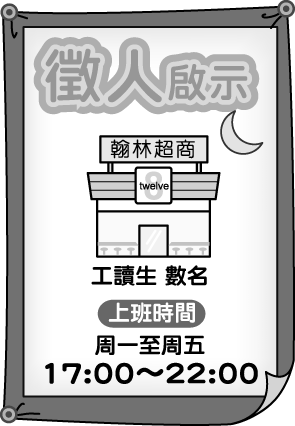 徵人啟示
翰林超商
8
twelve
工讀生 數名
上班時間
周一至周五
17:00～22:00